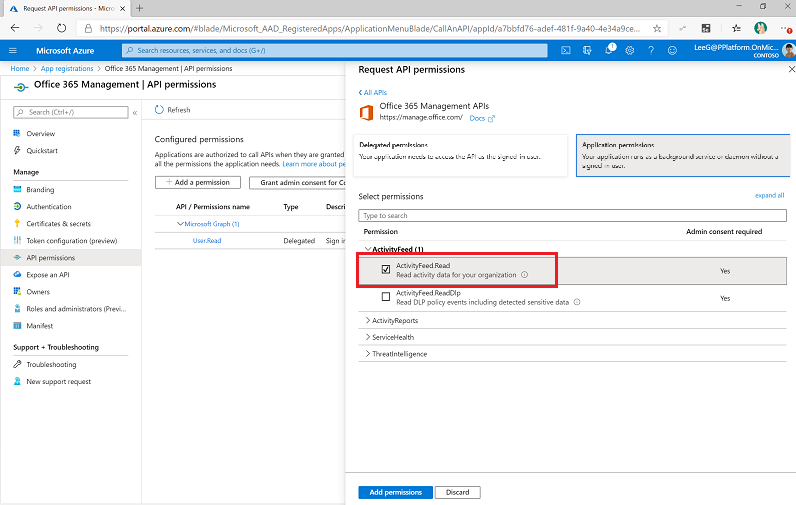 Request API permissions - Micro
https://portal.azure.com/#blade/Microsoft_AAD_RegisteredApps/ApplicationMenuBlade/CallAnAPI/appId/a7bbfd76-adef-481f-9a40-4e34a9ce...
Microsoft Azure
Search resources, services, and docs (G+/)
1
LeeG@PPlatform.OnMic...
CONTOSO
Home > App registrations > Office 365 Management | API permissions
Office 365 Management | API permissions
Search (Ctrl+/)
«
Overview
Quickstart
Manage
Branding
Authentication
Certificates & secrets
Token configuration (preview)
API permissions
Expose an API
Owners
Roles and administrators (Previ...
Manifest
Support + Troubleshooting
Troubleshooting
New support request
Refresh
Configured permissions
Applications are authorized to call APIs when they are granted
all the permissions the application needs. Learn more about pe
+ Add a permission
Grant admin consent for Co
API / Permissions name Type Descri
Microsoft Graph (1)
User.Read Delegated Sign in
Request API permissions
All APIs
Office 365 Management APIs
https://manage.office.com/ Docs
Delegated permissions
Your application needs to access the API as the signed-in user.
Application permissions
Your application runs as a background service or daemon without a
signed-in user.
Select permissions
expand all
Type to search
Permission Admin consent required
ActivityFeed (1)
ActivityFeed.Read
Read activity data for your organization
Yes
ActivityFeed.ReadDlp
Read DLP policy events including detected sensitive data
Yes
ActivityReports
ServiceHealth
ThreatIntelligence
Add permissions
Discard